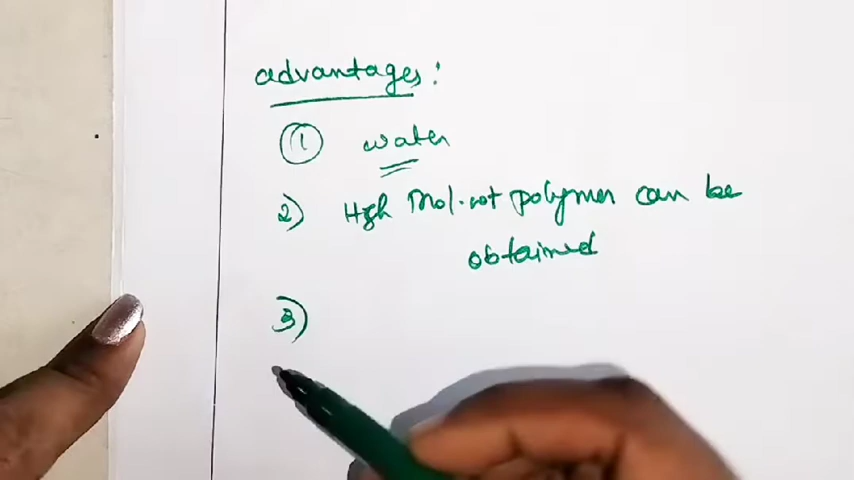 advantages:
1 water
2) High Mol.wt polymer can be
obtained
3)